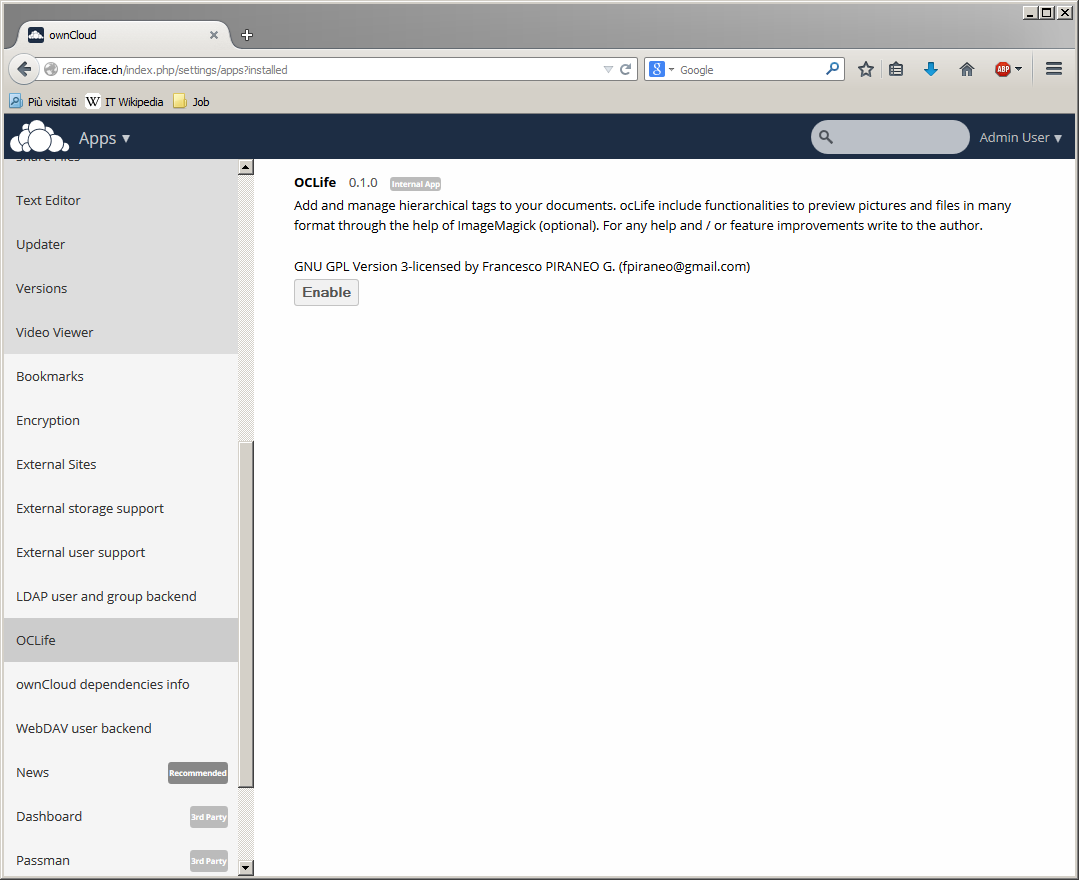 ownCloud
rem.iface.ch/index.php/settings/apps?installed
Google
ABP
Più visitati
IT Wikipedia
Job
Apps ▾
Admin User ▾
Share Files
Text Editor
Updater
Versions
Video Viewer
Bookmarks
Encryption
External Sites
External storage support
External user support
LDAP user and group backend
OCLife
ownCloud dependencies info
WebDAV user backend
News Recommended
Dashboard 3rd Party
Passman 3rd Party
OCLife 0.1.0 Internal App
Add and manage hierarchical tags to your documents. ocLife include functionalities to preview pictures and files in many
format through the help of ImageMagick (optional). For any help and / or feature improvements write to the author.
GNU GPL Version 3-licensed by Francesco PIRANEO G. (fpiraneo@gmail.com)
Enable